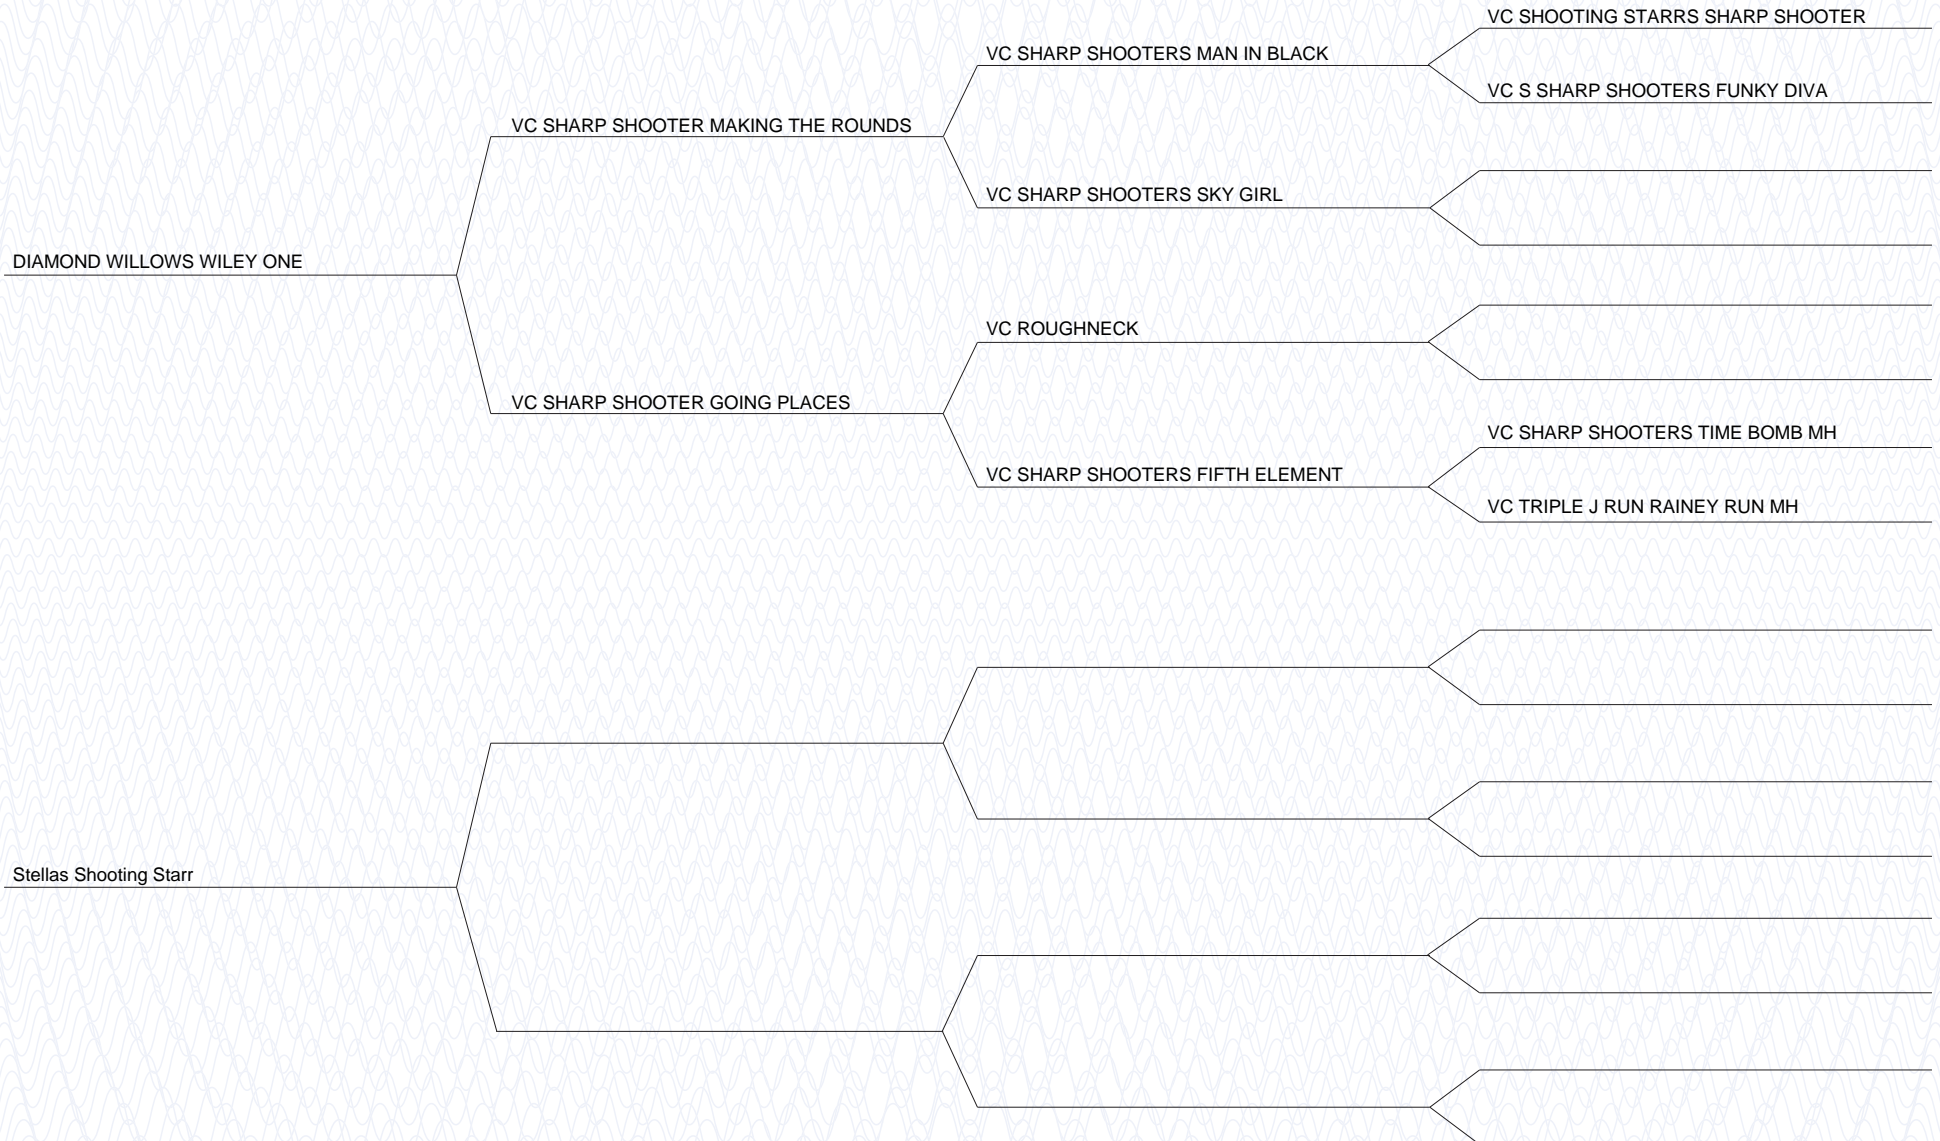 VC SHOOTING STARRS SHARP SHOOTER
VC SHARP SHOOTERS MAN IN BLACK
VC S SHARP SHOOTERS FUNKY DIVA
VC SHARP SHOOTER MAKING THE ROUNDS
VC SHARP SHOOTERS SKY GIRL
DIAMOND WILLOWS WILEY ONE
VC ROUGHNECK
VC SHARP SHOOTER GOING PLACES
VC SHARP SHOOTERS TIME BOMB MH
VC SHARP SHOOTERS FIFTH ELEMENT
VC TRIPLE J RUN RAINEY RUN MH
Stellas Shooting Starr